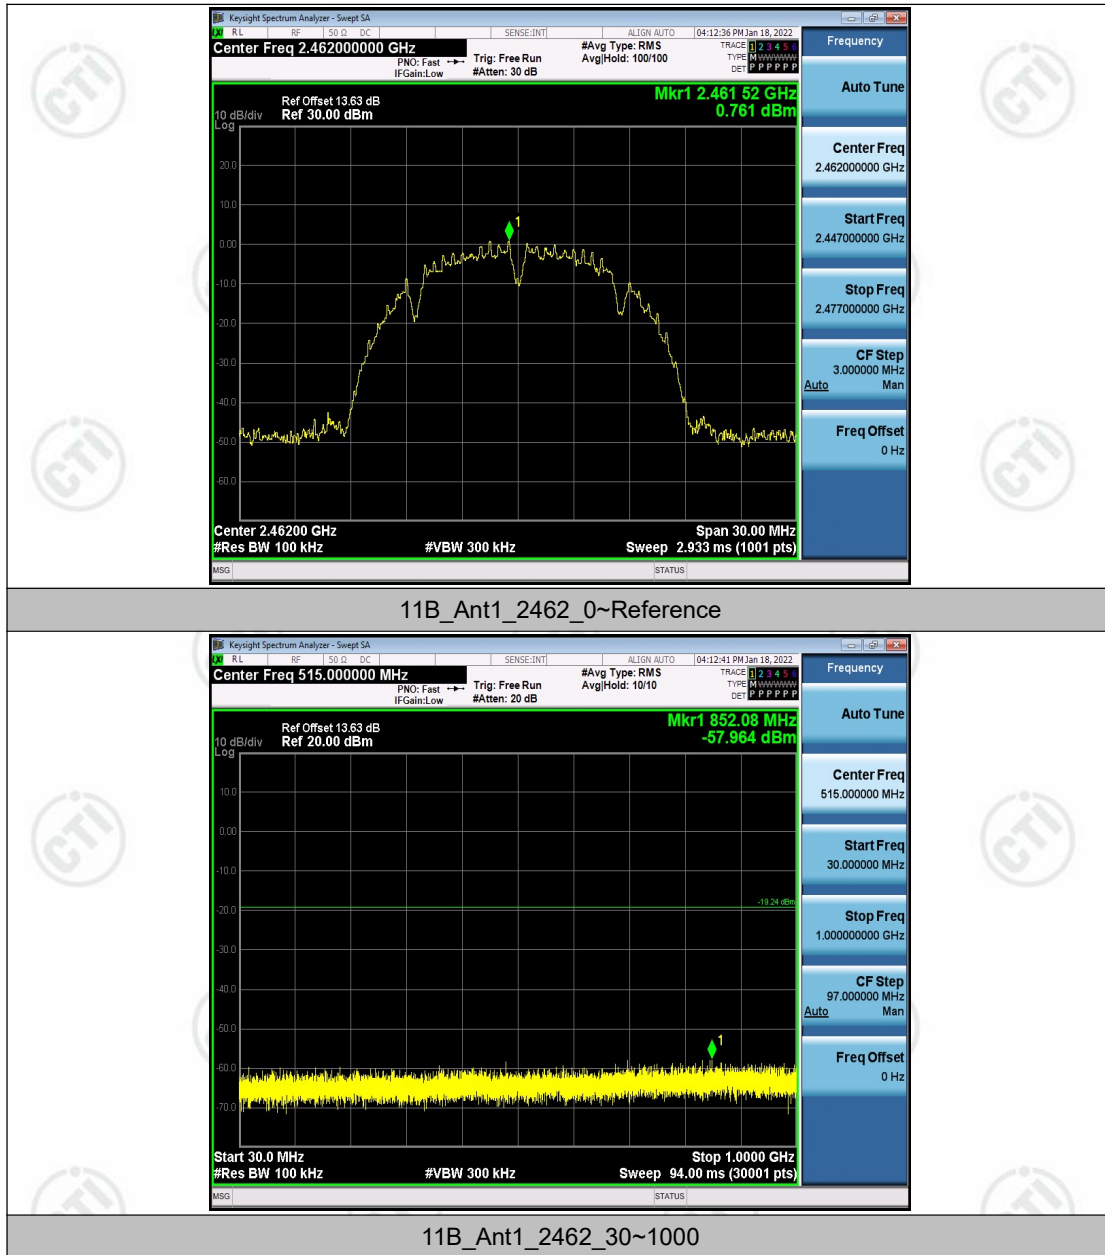 Keysight Spectrum Analyzer - Swept SA
RL RF 50 Ω DC SENSE:INT ALIGN AUTO 04:12:36 PM Jan 18, 2022
Center Freq 2.462000000 GHz
PNO: Fast
IFGain:Low
Trig: Free Run
#Atten: 30 dB
#Avg Type: RMS
Avg|Hold: 100/100
TRACE 1 2 3 4 5 6
TYPE M WWWWW
DET P P P P P P
Ref Offset 13.63 dB
10 dB/div Ref 30.00 dBm
Log
Mkr1 2.461 52 GHz
0.761 dBm
20.0
10.0
0.00
-10.0
-20.0
-30.0
-40.0
-50.0
-60.0
1
Center 2.46200 GHz
Span 30.00 MHz
#Res BW 100 kHz
#VBW 300 kHz
Sweep 2.933 ms (1001 pts)
MSG
STATUS
Frequency
Auto Tune
Center Freq
2.462000000 GHz
Start Freq
2.447000000 GHz
Stop Freq
2.477000000 GHz
CF Step
3.000000 MHz
Auto Man
Freq Offset
0 Hz
11B_Ant1_2462_0~Reference
Keysight Spectrum Analyzer - Swept SA
RL RF 50 Ω DC SENSE:INT ALIGN AUTO 04:12:41 PM Jan 18, 2022
Center Freq 515.000000 MHz
PNO: Fast
IFGain:Low
Trig: Free Run
#Atten: 20 dB
#Avg Type: RMS
Avg|Hold: 10/10
TRACE 1 2 3 4 5 6
TYPE M WWWWW
DET P P P P P P
Ref Offset 13.63 dB
10 dB/div Ref 20.00 dBm
Log
Mkr1 852.08 MHz
-57.964 dBm
10.0
0.00
-10.0
-20.0
-30.0
-40.0
-50.0
-60.0
-70.0
-19.24 dBm
1
Start 30.0 MHz
Stop 1.0000 GHz
#Res BW 100 kHz
#VBW 300 kHz
Sweep 94.00 ms (30001 pts)
MSG
STATUS
Frequency
Auto Tune
Center Freq
515.000000 MHz
Start Freq
30.000000 MHz
Stop Freq
1.000000000 GHz
CF Step
97.000000 MHz
Auto Man
Freq Offset
0 Hz
11B_Ant1_2462_30~1000
CTI
CTI
CTI
CTI
CTI
CTI